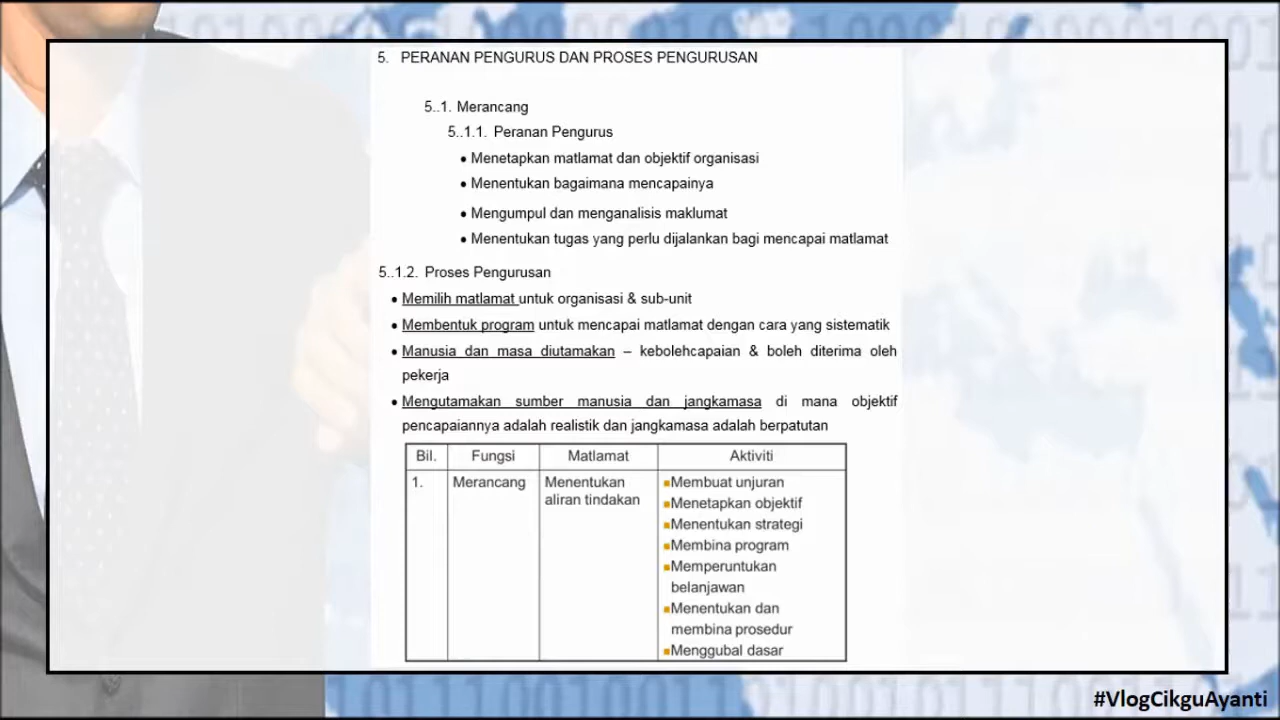 5. PERANAN PENGURUS DAN PROSES PENGURUSAN
5..1. Merancang
5..1.1. Peranan Pengurus
• Menetapkan matlamat dan objektif organisasi
• Menentukan bagaimana mencapainya
• Mengumpul dan menganalisis maklumat
• Menentukan tugas yang perlu dijalankan bagi mencapai matlamat
5..1.2. Proses Pengurusan
• Memilih matlamat untuk organisasi & sub-unit
• Membentuk program untuk mencapai matlamat dengan cara yang sistematik
• Manusia dan masa diutamakan – kebolehcapaian & boleh diterima oleh
pekerja
• Mengutamakan sumber manusia dan jangkamasa di mana objektif
pencapaiannya adalah realistik dan jangkamasa adalah berpatutan
Bil. Fungsi Matlamat Aktiviti
1. Merancang Menentukan ▪Membuat unjuran
aliran tindakan ▪Menetapkan objektif
▪Menentukan strategi
▪Membina program
▪Memperuntukan
belanjawan
▪Menentukan dan
membina prosedur
▪Menggubal dasar
#VlogCikguAyanti